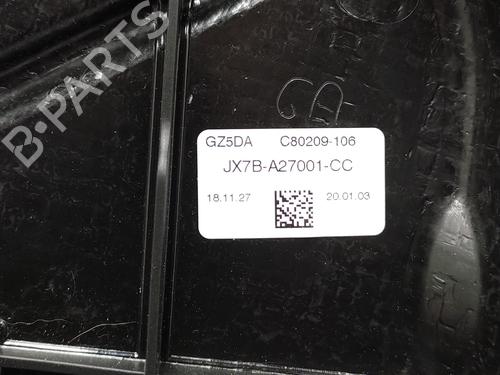 B-PARTS
GZ5DA C80209-106
JX7B-A27001-CC
18.11.27 20.01.03